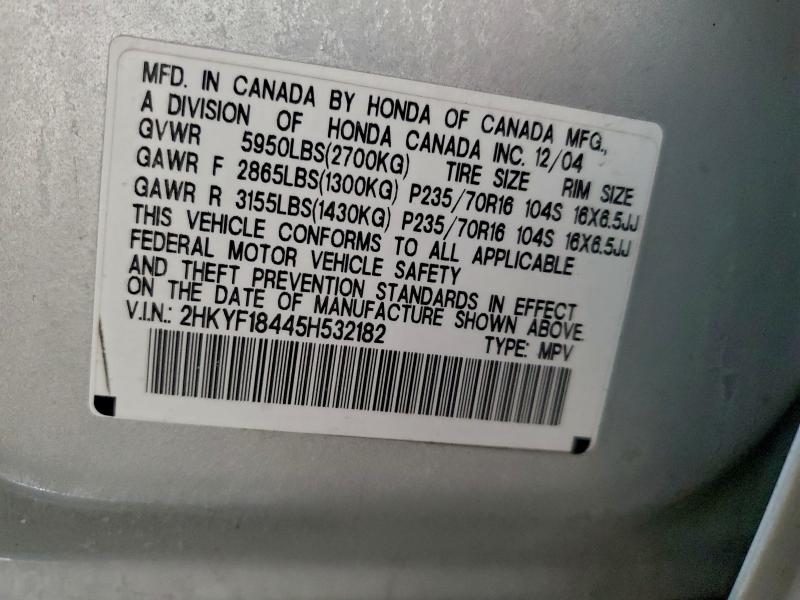 MFD. IN CANADA BY HONDA OF CANADA MFG.,
A DIVISION OF HONDA CANADA INC. 12/04
GVWR 5950LBS(2700KG) TIRE SIZE RIM SIZE
GAWR F 2865LBS(1300KG) P235/70R16 104S 16X6.5JJ
GAWR R 3155LBS(1430KG) P235/70R16 104S 16X6.5JJ
THIS VEHICLE CONFORMS TO ALL APPLICABLE
FEDERAL MOTOR VEHICLE SAFETY
AND THEFT PREVENTION STANDARDS IN EFFECT
ON THE DATE OF MANUFACTURE SHOWN ABOVE.
V.I.N.: 2HKYF18445H532182 TYPE: MPV